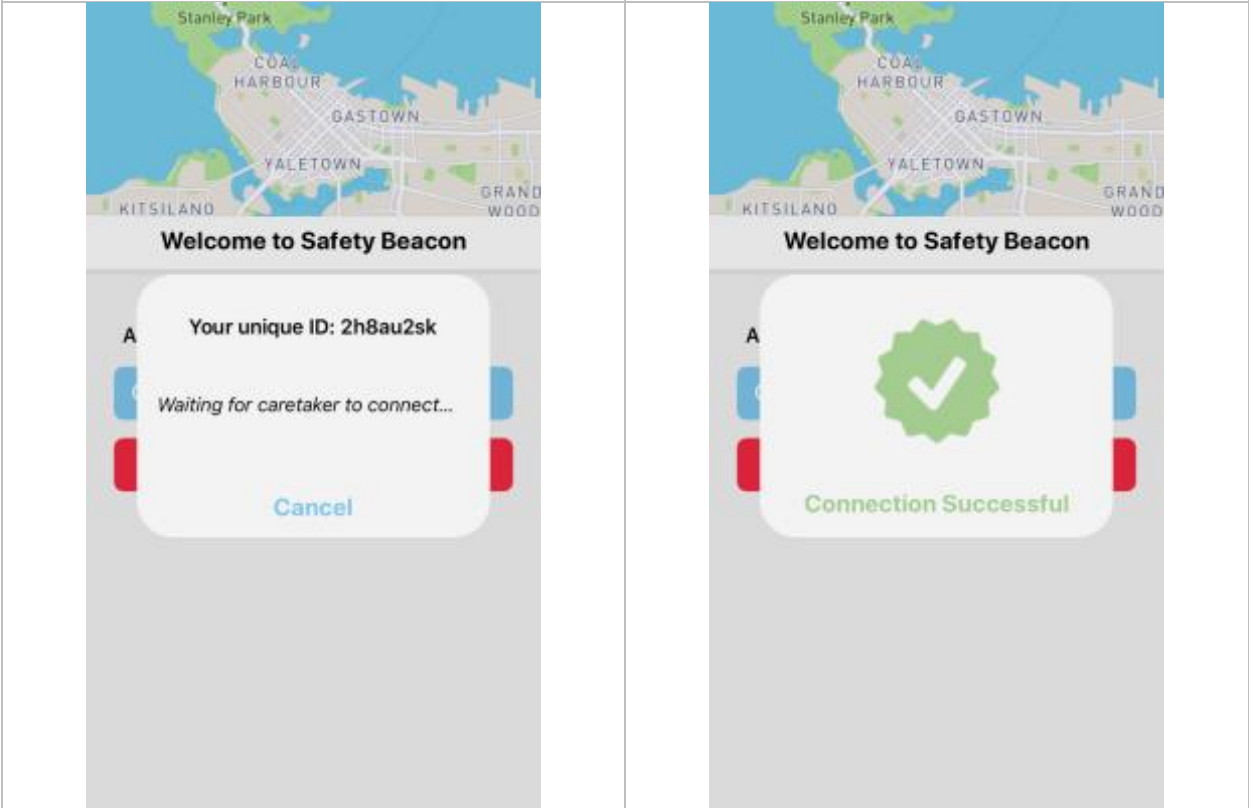 Stanley Park
COAL
HARBOUR
GASTOWN
YALETOWN
GRAND
KITSILANO
WOOD
Welcome to Safety Beacon
Your unique ID: 2h8au2sk
A
Waiting for caretaker to connect...
Cancel
Stanley Park
COAL
HARBOUR
GASTOWN
YALETOWN
GRAND
KITSILANO
WOOD
Welcome to Safety Beacon
A
Connection Successful